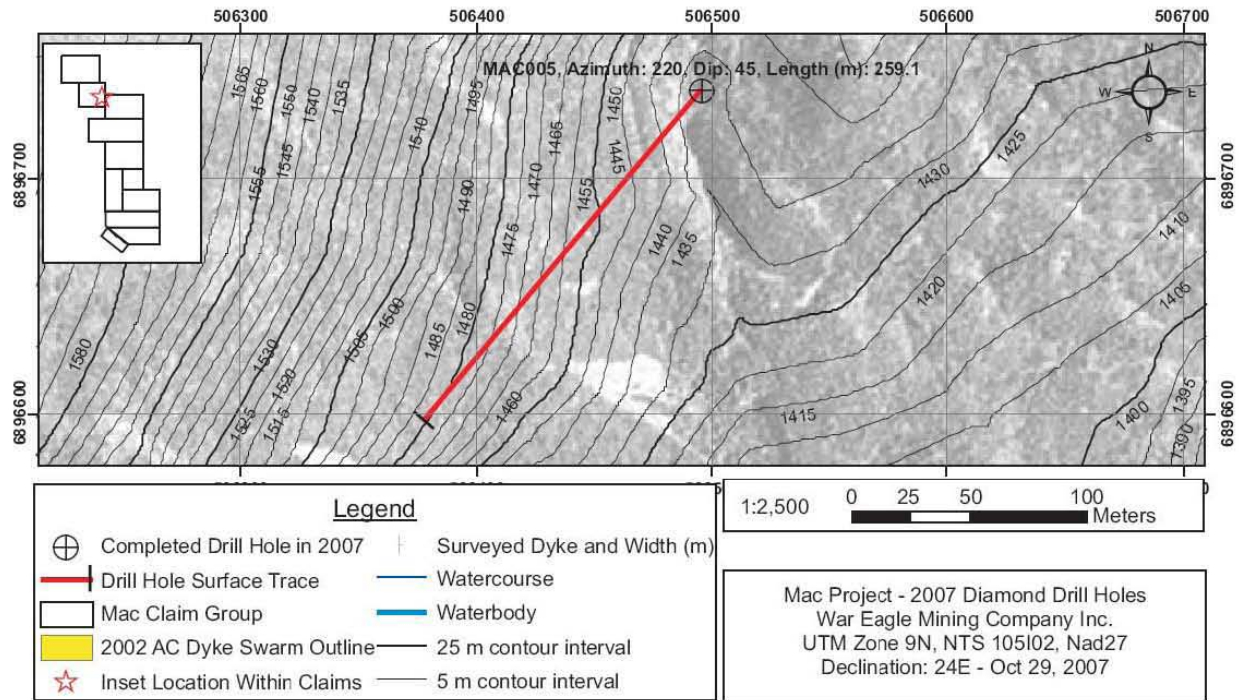 506300 506400 506500 506600 506700
MAC005, Azimuth: 220, Dip: 45, Length (m): 259.1
N
W E
S
6896700 6896700
6896600 6896600
1565
1560
1550
1540
1535
1545
1555
1510
1495
1490
1465
1470
1475
1450
1445
1455
1440
1435
1425
1430
1410
1405
1420
1415
1400
1395
1390
1580
1530
1520
1525
1515
1505
1500
1485
1480
1460
Legend
Completed Drill Hole in 2007
Surveyed Dyke and Width (m)
Drill Hole Surface Trace
Watercourse
Mac Claim Group
Waterbody
2002 AC Dyke Swarm Outline
25 m contour interval
Inset Location Within Claims
5 m contour interval
1:2,500
0 25 50 100
Meters
Mac Project - 2007 Diamond Drill Holes
War Eagle Mining Company Inc.
UTM Zone 9N, NTS 105I02, Nad27
Declination: 24E - Oct 29, 2007